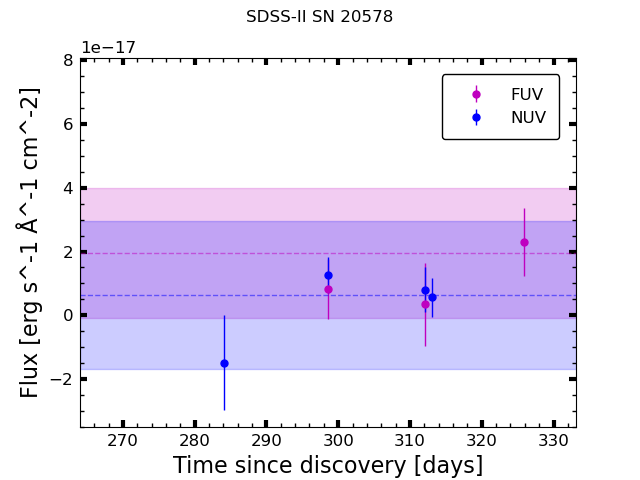 SDSS-II SN 20578
1e−17
8
6
4
2
0
−2
270 280 290 300 310 320 330
Time since discovery [days]
Flux [erg s^-1 Å^-1 cm^-2]
FUV
NUV